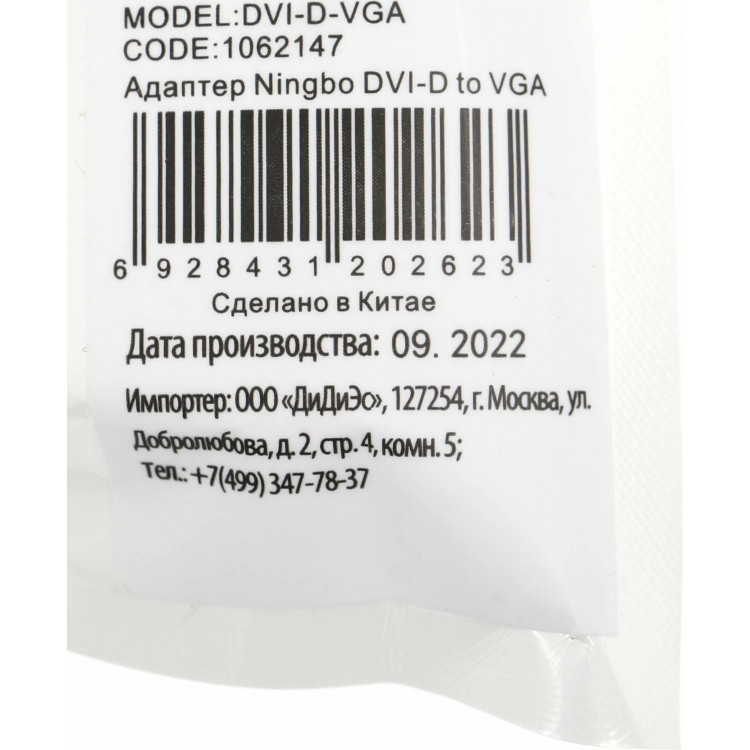 MODEL:DVI-D-VGA
CODE:1062147
Адаптер Ningbo DVI-D to VGA
6 928431 202623
Сделано в Китае
Дата производства: 09. 2022
Импортер: ООО «ДиДиЭс», 127254, г. Москва, ул.
Добролюбова, д. 2, стр. 4, комн. 5;
Тел.: +7(499) 347-78-37